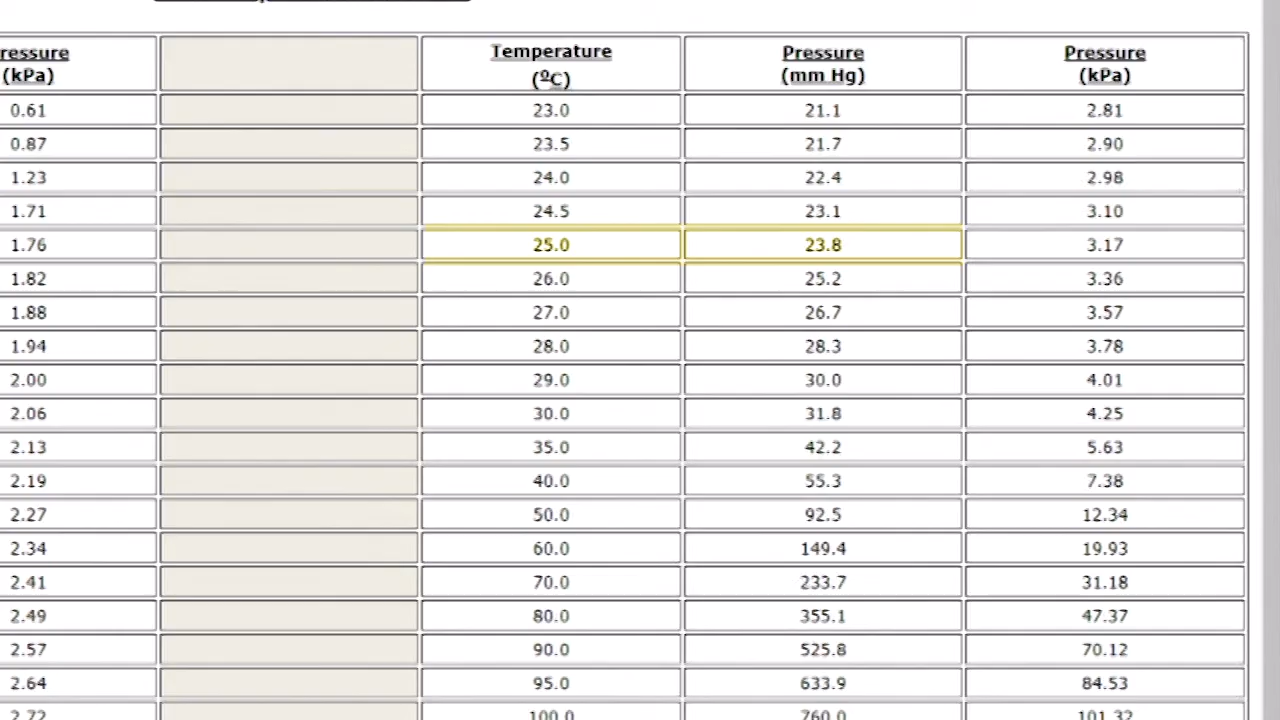 ressure Temperature Pressure Pressure
(kPa) (ºC) (mm Hg) (kPa)
0.61 23.0 21.1 2.81
0.87 23.5 21.7 2.90
1.23 24.0 22.4 2.98
1.71 24.5 23.1 3.10
1.76 25.0 23.8 3.17
1.82 26.0 25.2 3.36
1.88 27.0 26.7 3.57
1.94 28.0 28.3 3.78
2.00 29.0 30.0 4.01
2.06 30.0 31.8 4.25
2.13 35.0 42.2 5.63
2.19 40.0 55.3 7.38
2.27 50.0 92.5 12.34
2.34 60.0 149.4 19.93
2.41 70.0 233.7 31.18
2.49 80.0 355.1 47.37
2.57 90.0 525.8 70.12
2.64 95.0 633.9 84.53
2.72 100.0 760.0 101.32